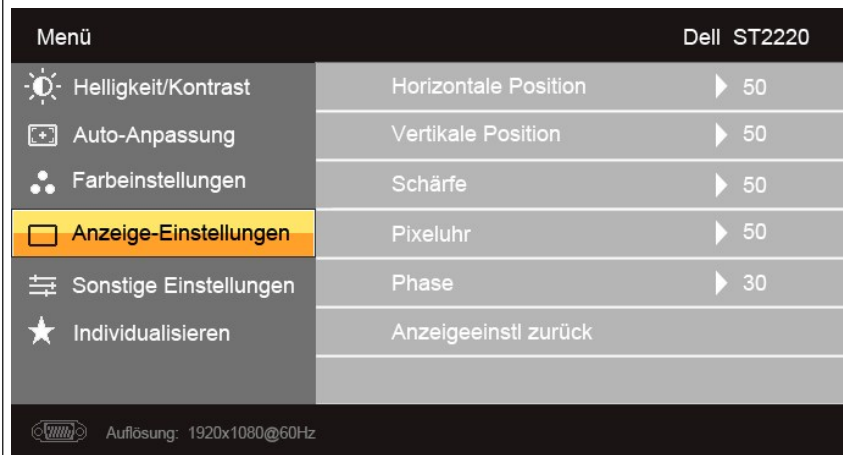 Menü Dell ST2220
Helligkeit/Kontrast Horizontale Position 50
Auto-Anpassung Vertikale Position 50
Farbeinstellungen Schärfe 50
Anzeige-Einstellungen Pixeluhr 50
Sonstige Einstellungen Phase 30
Individualisieren Anzeigeeinstl zurück
Auflösung: 1920x1080@60Hz